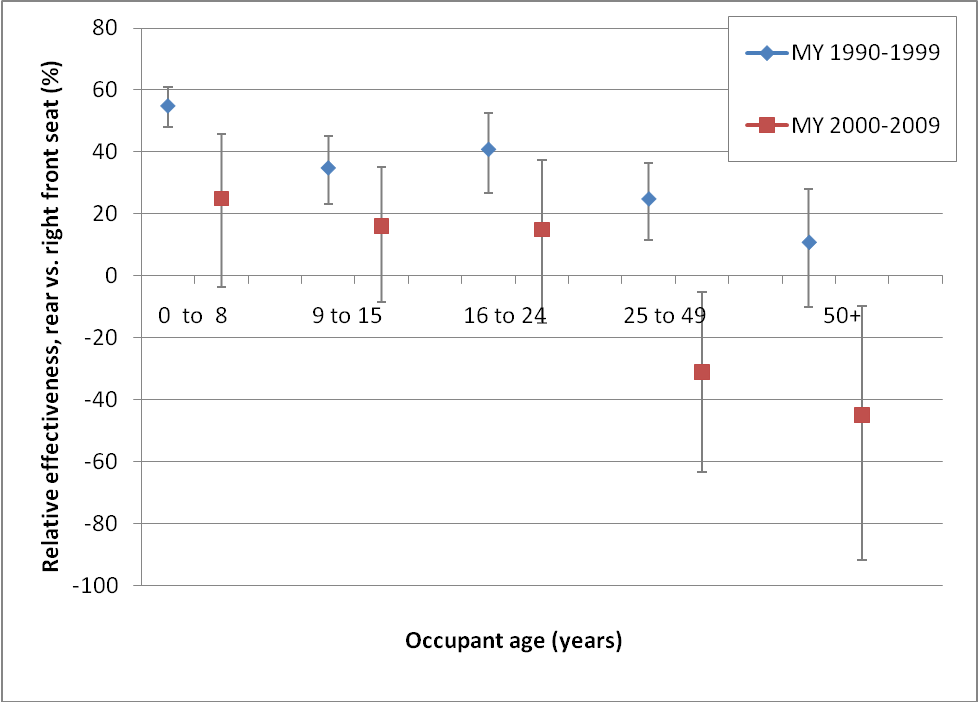 80
60
40
20
0
-20
-40
-60
-80
-100
Relative effectiveness, rear vs. right front seat (%)
MY 1990-1999
MY 2000-2009
0 to 8
9 to 15
16 to 24
25 to 49
50+
Occupant age (years)